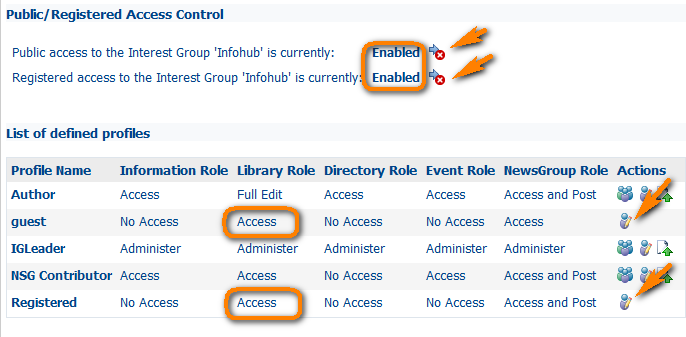 Public/Registered Access Control
Public access to the Interest Group 'Infohub' is currently: Enabled
Registered access to the Interest Group 'Infohub' is currently: Enabled
List of defined profiles
Profile Name Information Role Library Role Directory Role Event Role NewsGroup Role Actions
Author Access Full Edit Access Access Access and Post
guest No Access Access No Access No Access Access
IGLeader Administer Administer Administer Administer Administer
NSG Contributor Access Access Access Access Access and Post
Registered No Access Access No Access No Access Access and Post